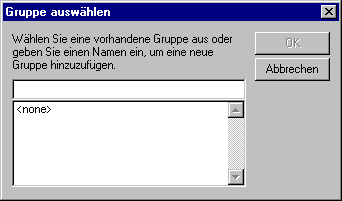 Gruppe auswählen
Wählen Sie eine vorhandene Gruppe aus oder
geben Sie einen Namen ein, um eine neue
Gruppe hinzuzufügen.
OK
Abbrechen
<none>